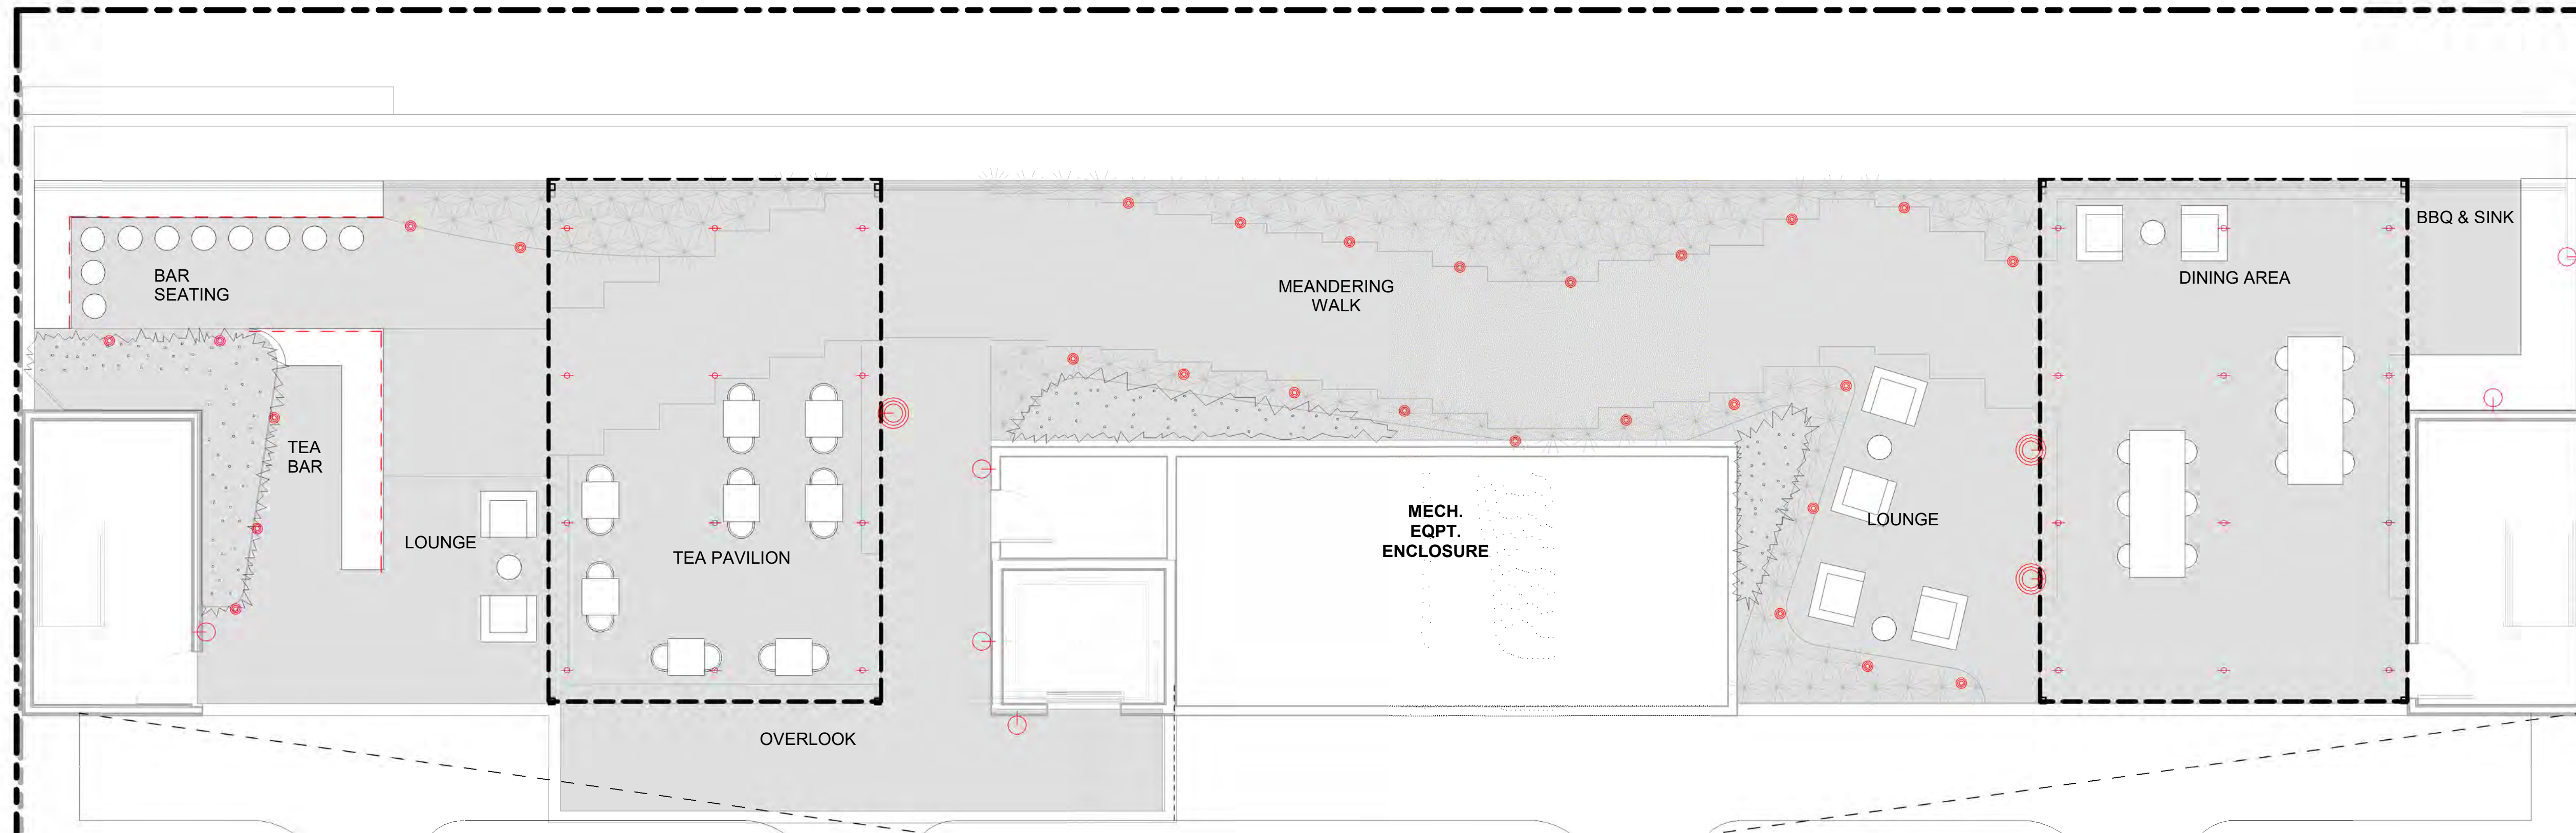 BBQ & SINK
BAR
SEATING
MEANDERING
WALK
DINING AREA
TEA
BAR
MECH.
EQPT.
ENCLOSURE
LOUNGE
LOUNGE
TEA PAVILION
OVERLOOK